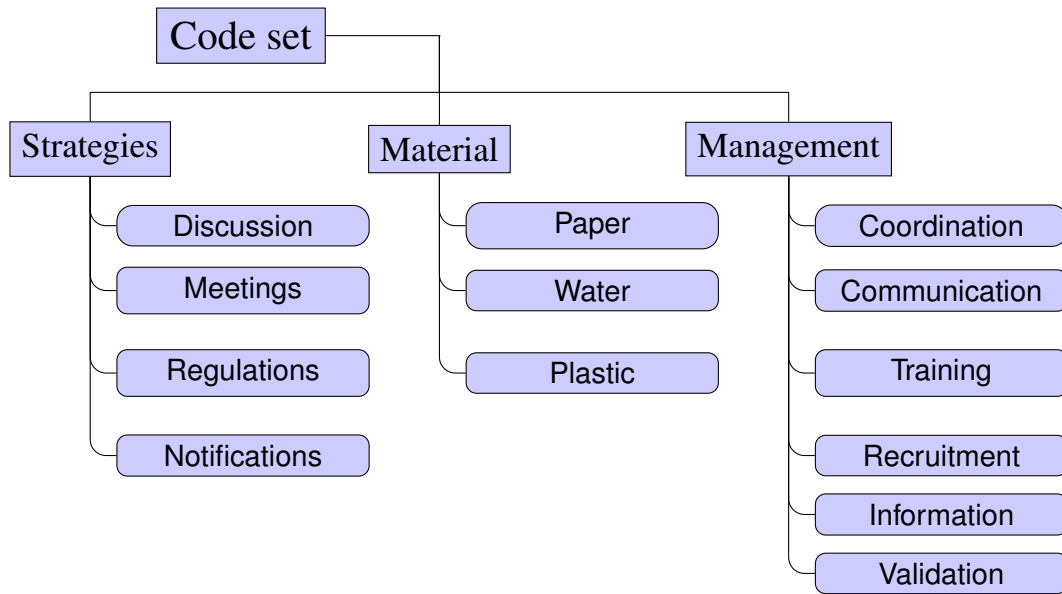 Code set
Strategies
Discussion
Meetings
Regulations
Notifications
Material
Paper
Water
Plastic
Management
Coordination
Communication
Training
Recruitment
Information
Validation